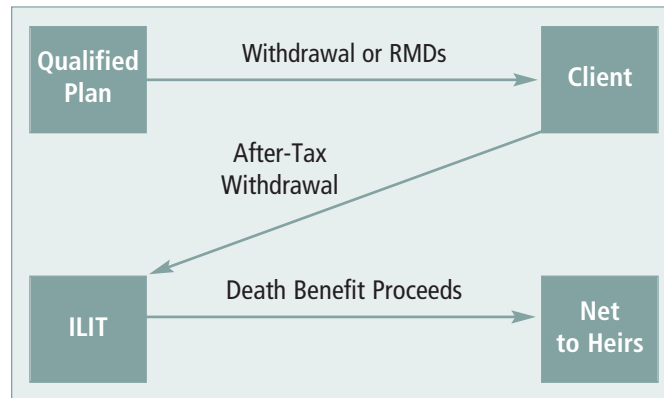 Qualified
Plan
Withdrawal or RMDs
Client
After-Tax
Withdrawal
ILIT
Death Benefit Proceeds
Net
to Heirs